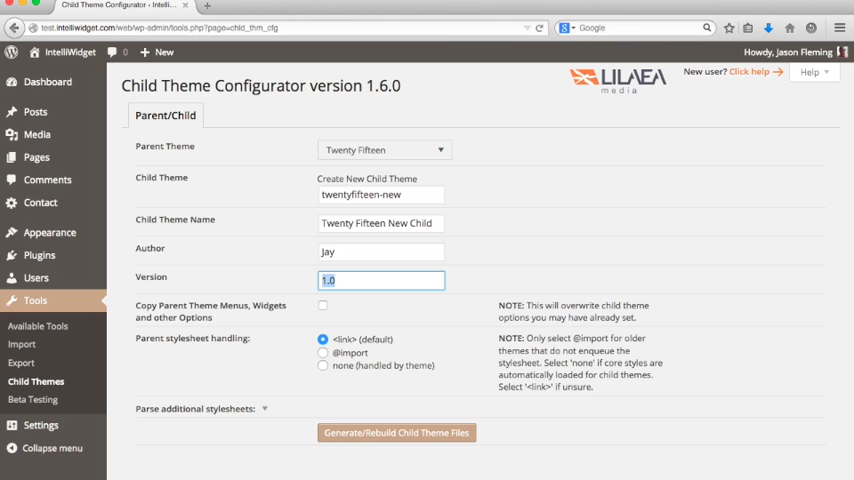 Child Theme Configurator ‹ Intelli...
test.intelliwidget.com/web/wp-admin/tools.php?page=chld_thm_cfg
Google
IntelliWidget 0 + New
Howdy, Jason Fleming
Dashboard
Posts
Media
Pages
Comments
Contact
Appearance
Plugins
Users
Tools
Available Tools
Import
Export
Child Themes
Beta Testing
Settings
Collapse menu
Child Theme Configurator version 1.6.0
LILAEA
media
New user? Click help →
Help
Parent/Child
Parent Theme
Twenty Fifteen
Child Theme
Create New Child Theme
twentyfifteen-new
Child Theme Name
Twenty Fifteen New Child
Author
Jay
Version
1.0
Copy Parent Theme Menus, Widgets
and other Options
NOTE: This will overwrite child theme
options you may have already set.
Parent stylesheet handling:
<link> (default)
@import
none (handled by theme)
NOTE: Only select @import for older
themes that do not enqueue the
stylesheet. Select 'none' if core styles are
automatically loaded for child themes.
Select '<link>' if unsure.
Parse additional stylesheets:
Generate/Rebuild Child Theme Files